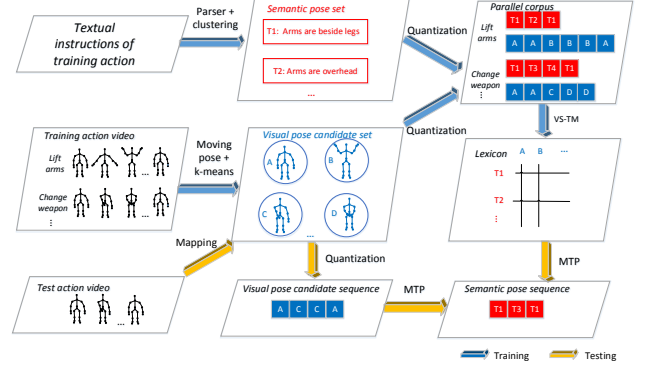 Textual
instructions of
training action
Parser +
clustering
Semantic pose set
T1: Arms are beside legs
T2: Arms are overhead
...
Quantization
Parallel corpus
Lift
arms
T1 T2 T1
A A B B B B A
Change
weapon
T1 T3 T4 T1
A A C D D
⋮
Training action video
Lift
arms
...
Change
weapon
...
⋮
Moving
pose +
k-means
Visual pose candidate set
A
B
C
D
...
Quantization
VS-TM
Lexicon
A B ...
T1
T2
⋮
Mapping
Quantization
MTP
Test action video
...
Visual pose candidate sequence
A C C A
MTP
Semantic pose sequence
T1 T3 T1
Training
Testing